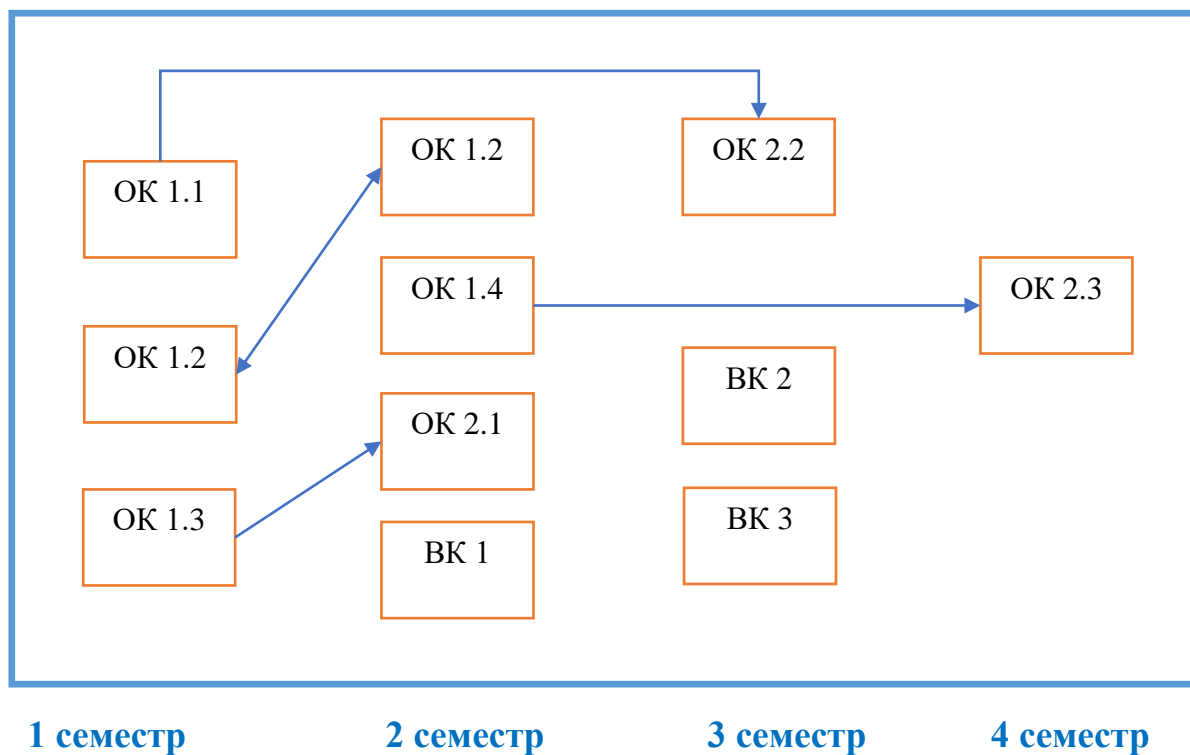 ОК 1.1
ОК 1.2
ОК 1.3
ОК 1.2
ОК 1.4
ОК 2.1
ВК 1
ОК 2.2
ВК 2
ВК 3
ОК 2.3
1 семестр
2 семестр
3 семестр
4 семестр